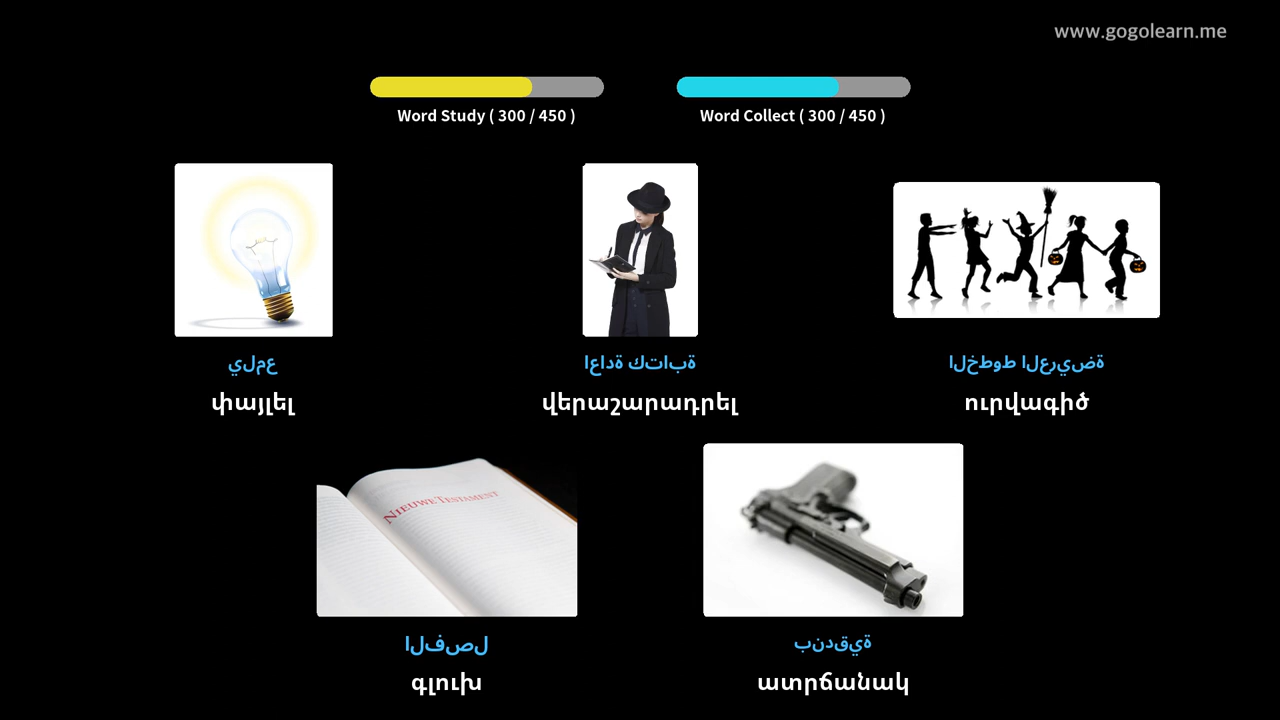 www.gogolearn.me
Word Study ( 300 / 450 )
Word Collect ( 300 / 450 )
يلمع
اعادة كتابة
الخطوط العريضة
փայլել
վերաշարադրել
ուրվագիծ
NIEUWE TESTAMENT
الفصل
بندقية
գլուխ
ատրճանակ